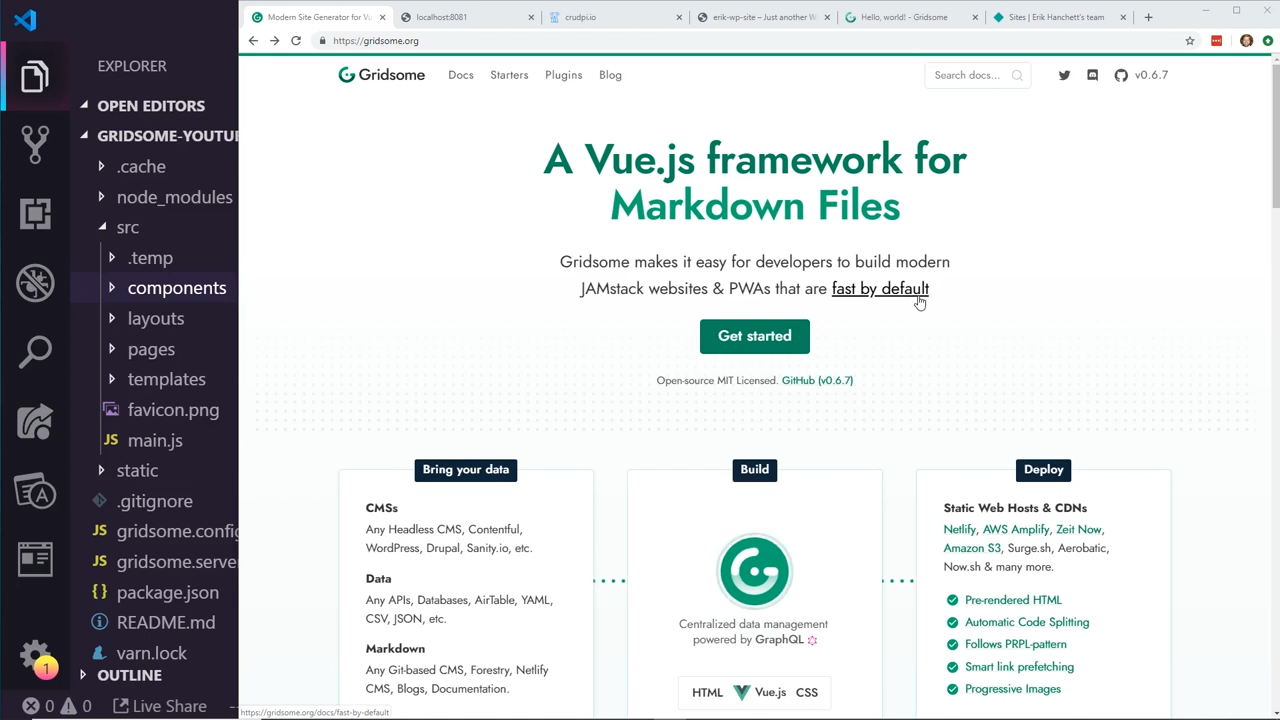 EXPLORER
OPEN EDITORS
GRIDSOME-YOUTU
.cache
node_modules
src
.temp
components
layouts
pages
templates
favicon.png
JS main.js
static
.gitignore
JS gridsome.config
JS gridsome.server
{} package.json
README.md
yarn.lock
OUTLINE
1
0 0 Live Share
Modern Site Generator for Vu
localhost:8081
crudpi.io
erik-wp-site – Just another W
Hello, world! - Gridsome
Sites | Erik Hanchett's team
https://gridsome.org
Gridsome
Docs Starters Plugins Blog
Search docs...
v0.6.7
A Vue.js framework for
Markdown Files
Gridsome makes it easy for developers to build modern
JAMstack websites & PWAs that are fast by default
Get started
Open-source MIT Licensed. GitHub (v0.6.7)
Bring your data
CMSs
Any Headless CMS, Contentful,
WordPress, Drupal, Sanity.io, etc.
Data
Any APIs, Databases, AirTable, YAML,
CSV, JSON, etc.
Markdown
Any Git-based CMS, Forestry, Netlify
CMS, Blogs, Documentation.
Build
Centralized data management
powered by GraphQL
HTML Vue.js CSS
Deploy
Static Web Hosts & CDNs
Netlify, AWS Amplify, Zeit Now,
Amazon S3, Surge.sh, Aerobatic,
Now.sh & many more.
Pre-rendered HTML
Automatic Code Splitting
Follows PRPL-pattern
Smart link prefetching
Progressive Images
https://gridsome.org/docs/fast-by-default